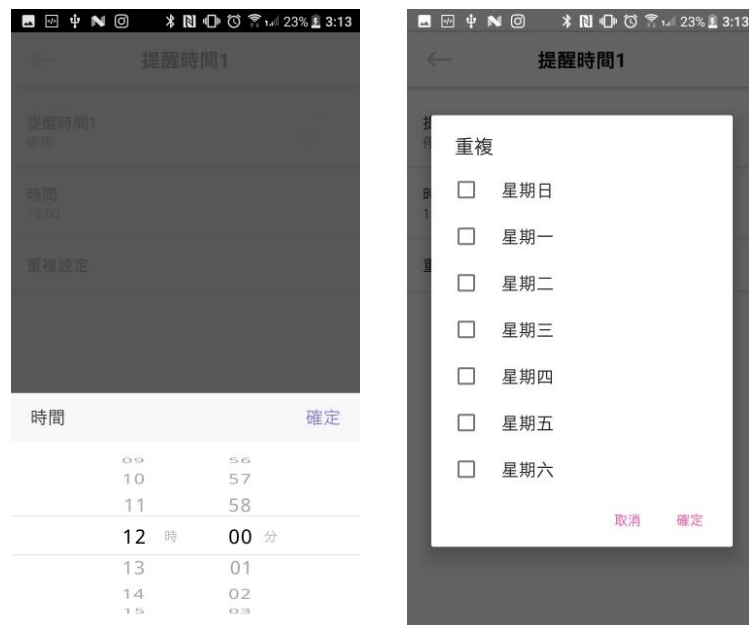 23% 3:13
提醒時間1
提醒時間1
停用
時間
12:00
重複設定
時間 確定
09 56
10 57
11 58
12 時 00 分
13 01
14 02
15 03
23% 3:13
提醒時間1
重複
星期日
星期一
星期二
星期三
星期四
星期五
星期六
取消 確定